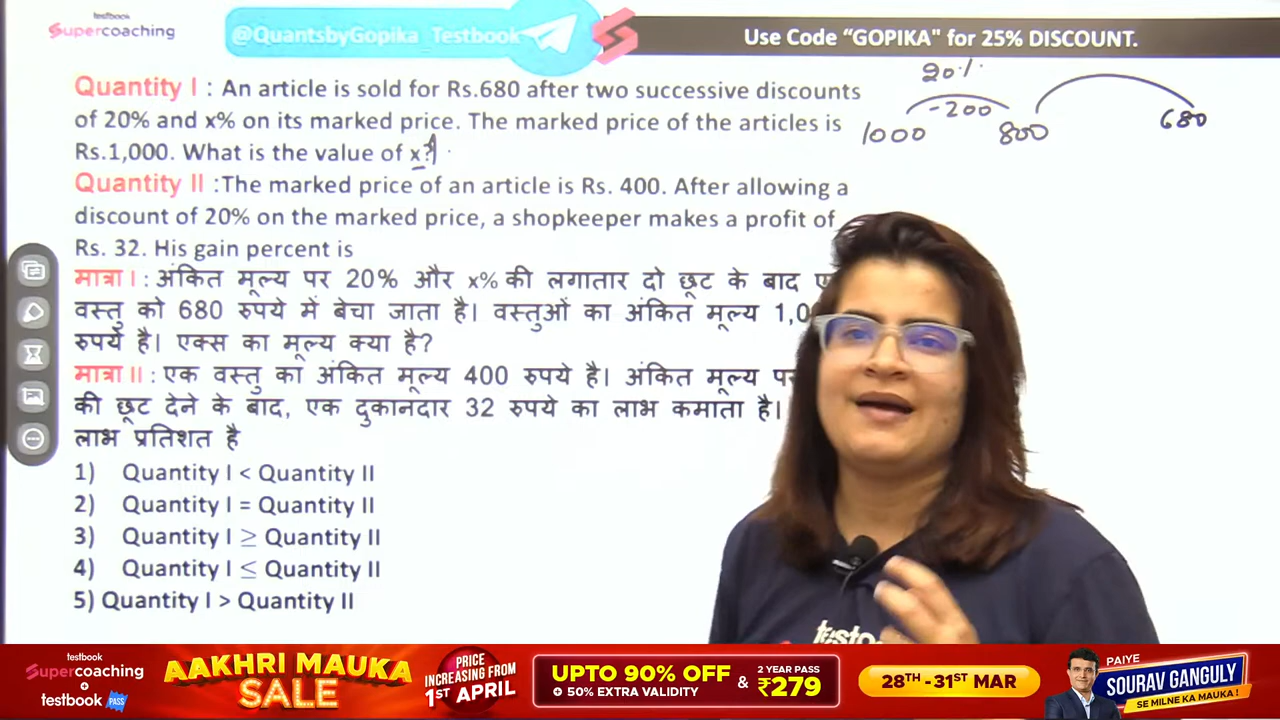 testbook
Supercoaching
@QuantsbyGopika_Testbook
Use Code “GOPIKA" for 25% DISCOUNT.
20%
-200
1000 800 680
Quantity I : An article is sold for Rs.680 after two successive discounts
of 20% and x% on its marked price. The marked price of the articles is
Rs.1,000. What is the value of x?
Quantity II :The marked price of an article is Rs. 400. After allowing a
discount of 20% on the marked price, a shopkeeper makes a profit of
Rs. 32. His gain percent is
मात्रा I : अंकित मूल्य पर 20% और x% की लगातार दो छूट के बाद
वस्तु को 680 रुपये में बेचा जाता है। वस्तुओं का अंकित मूल्य 1,0
रुपये है। एक्स का मूल्य क्या है?
मात्रा II : एक वस्तु का अंकित मूल्य 400 रुपये है। अंकित मूल्य
की छूट देने के बाद, एक दुकानदार 32 रुपये का लाभ कमाता है।
लाभ प्रतिशत है
1) Quantity I < Quantity II
2) Quantity I = Quantity II
3) Quantity I ≥ Quantity II
4) Quantity I ≤ Quantity II
5) Quantity I > Quantity II
testbook
Supercoaching
+
testbook PASS
AAKHRI MAUKA
SALE
PRICE
INCREASING FROM
1ST APRIL
UPTO 90% OFF
+ 50% EXTRA VALIDITY
&
2 YEAR PASS
₹279
28TH - 31ST MAR
PAIYE
SOURAV GANGULY
SE MILNE KA MAUKA !